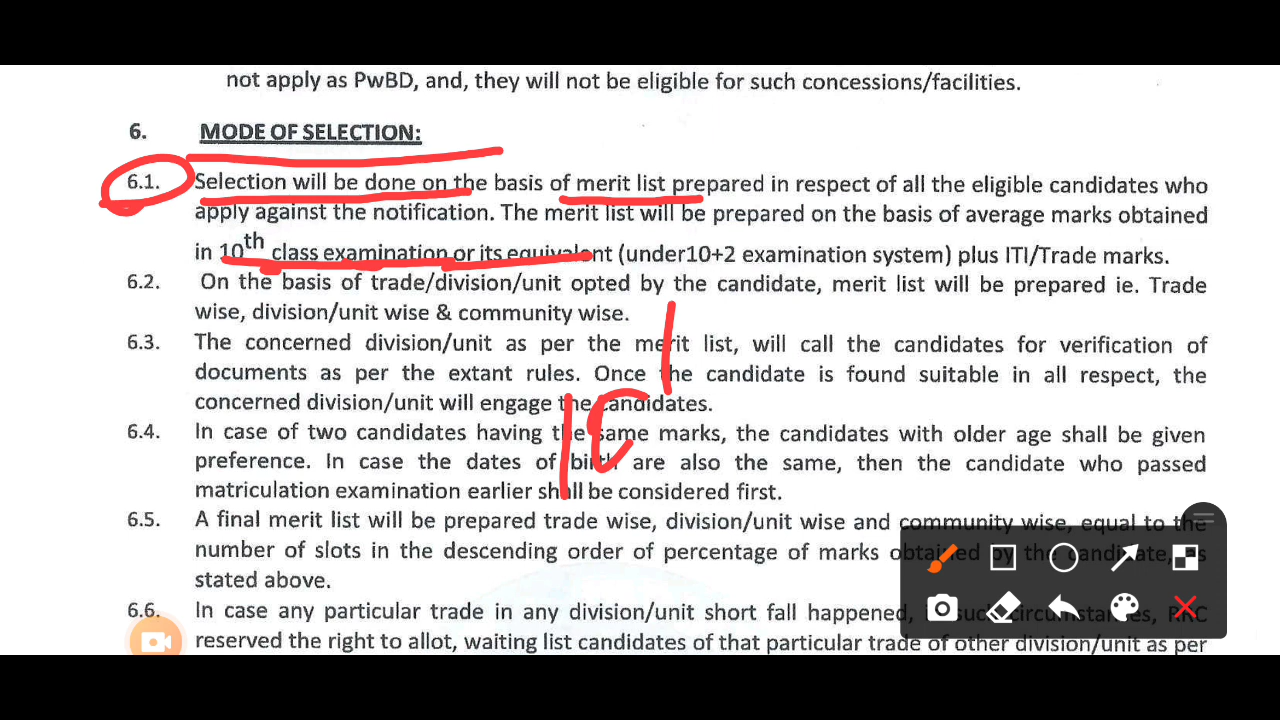 not apply as PwBD, and, they will not be eligible for such concessions/facilities.
6. MODE OF SELECTION:
6.1. Selection will be done on the basis of merit list prepared in respect of all the eligible candidates who
apply against the notification. The merit list will be prepared on the basis of average marks obtained
in 10th class examination or its equivalent (under10+2 examination system) plus ITI/Trade marks.
6.2. On the basis of trade/division/unit opted by the candidate, merit list will be prepared ie. Trade
wise, division/unit wise & community wise.
6.3. The concerned division/unit as per the merit list, will call the candidates for verification of
documents as per the extant rules. Once the candidate is found suitable in all respect, the
concerned division/unit will engage the candidates.
6.4. In case of two candidates having the same marks, the candidates with older age shall be given
preference. In case the dates of birth are also the same, then the candidate who passed
matriculation examination earlier shall be considered first.
6.5. A final merit list will be prepared trade wise, division/unit wise and community wise, equal to the
number of slots in the descending order of percentage of marks obtained by the candidate, as
stated above.
6.6. In case any particular trade in any division/unit short fall happened, in such circumstances, RRC
reserved the right to allot, waiting list candidates of that particular trade of other division/unit as per